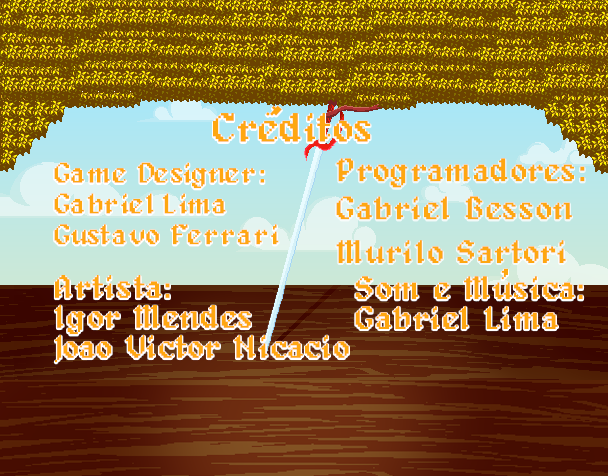 Créditos
Game Designer:
Gabriel Lima
Gustavo Ferrari
Programadores:
Gabriel Besson
Murilo Sartori
Artista:
Igor Mendes
Joao Victor Nicacio
Som e Música:
Gabriel Lima